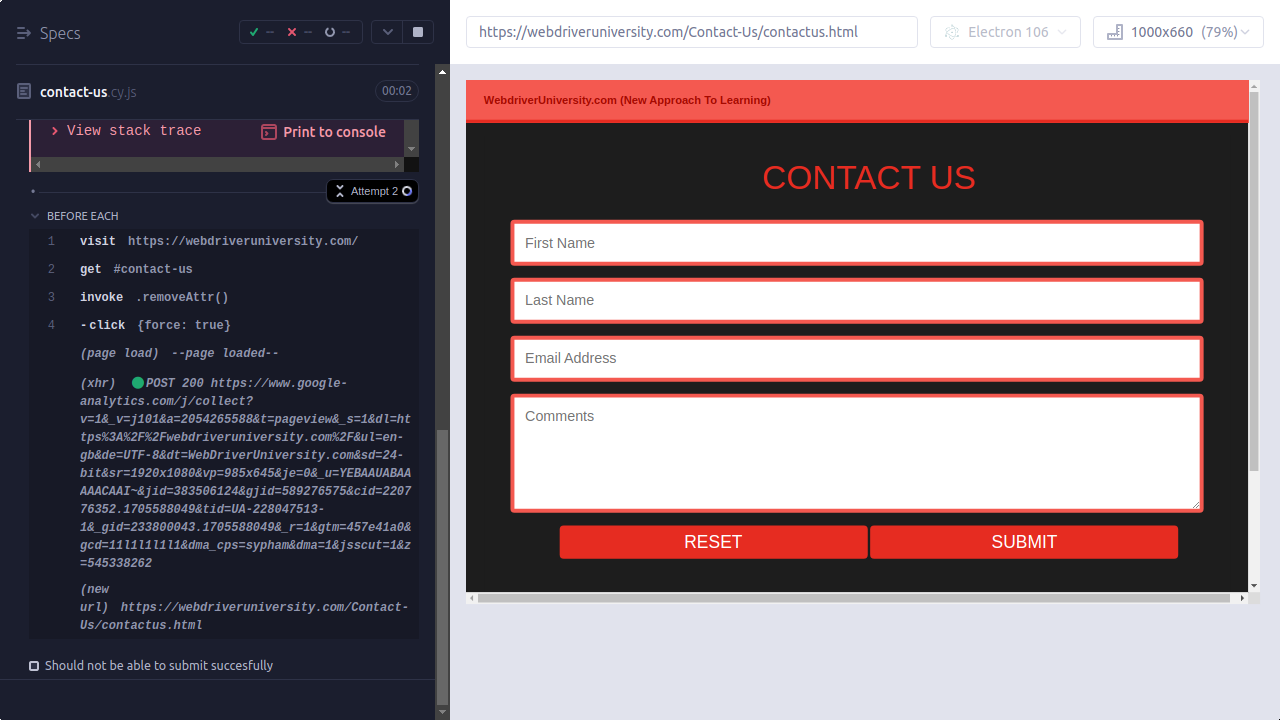 Specs
--
--
--
https://webdriveruniversity.com/Contact-Us/contactus.html
Electron 106
1000x660 (79%)
contact-us.cy.js
00:02
View stack trace
Print to console
Attempt 2
BEFORE EACH
1 visit https://webdriveruniversity.com/
2 get #contact-us
3 invoke .removeAttr()
4 -click {force: true}
(page load) --page loaded--
(xhr) POST 200 https://www.google-
analytics.com/j/collect?
v=1&_v=j101&a=2054265588&t=pageview&_s=1&dl=ht
tps%3A%2F%2Fwebdriveruniversity.com%2F&ul=en-
gb&de=UTF-8&dt=WebDriverUniversity.com&sd=24-
bit&sr=1920x1080&vp=985x645&je=0&_u=YEBAAUABAA
AAACAAI~&jid=383506124&gjid=589276575&cid=2207
76352.1705588049&tid=UA-228047513-
1&_gid=233800043.1705588049&_r=1&gtm=457e41a0&
gcd=11l1l1l1l1&dma_cps=sypham&dma=1&jsscut=1&z
=545338262
(new
url) https://webdriveruniversity.com/Contact-
Us/contactus.html
Should not be able to submit succesfully
WebdriverUniversity.com (New Approach To Learning)
CONTACT US
First Name
Last Name
Email Address
Comments
RESET
SUBMIT